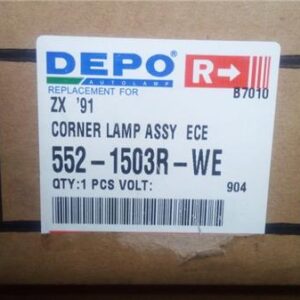 DEPO R→
AUTOLAMP
REPLACEMENT FOR B7010
ZX '91
CORNER LAMP ASSY ECE
552-1503R-WE
QTY:1 PCS VOLT: 904